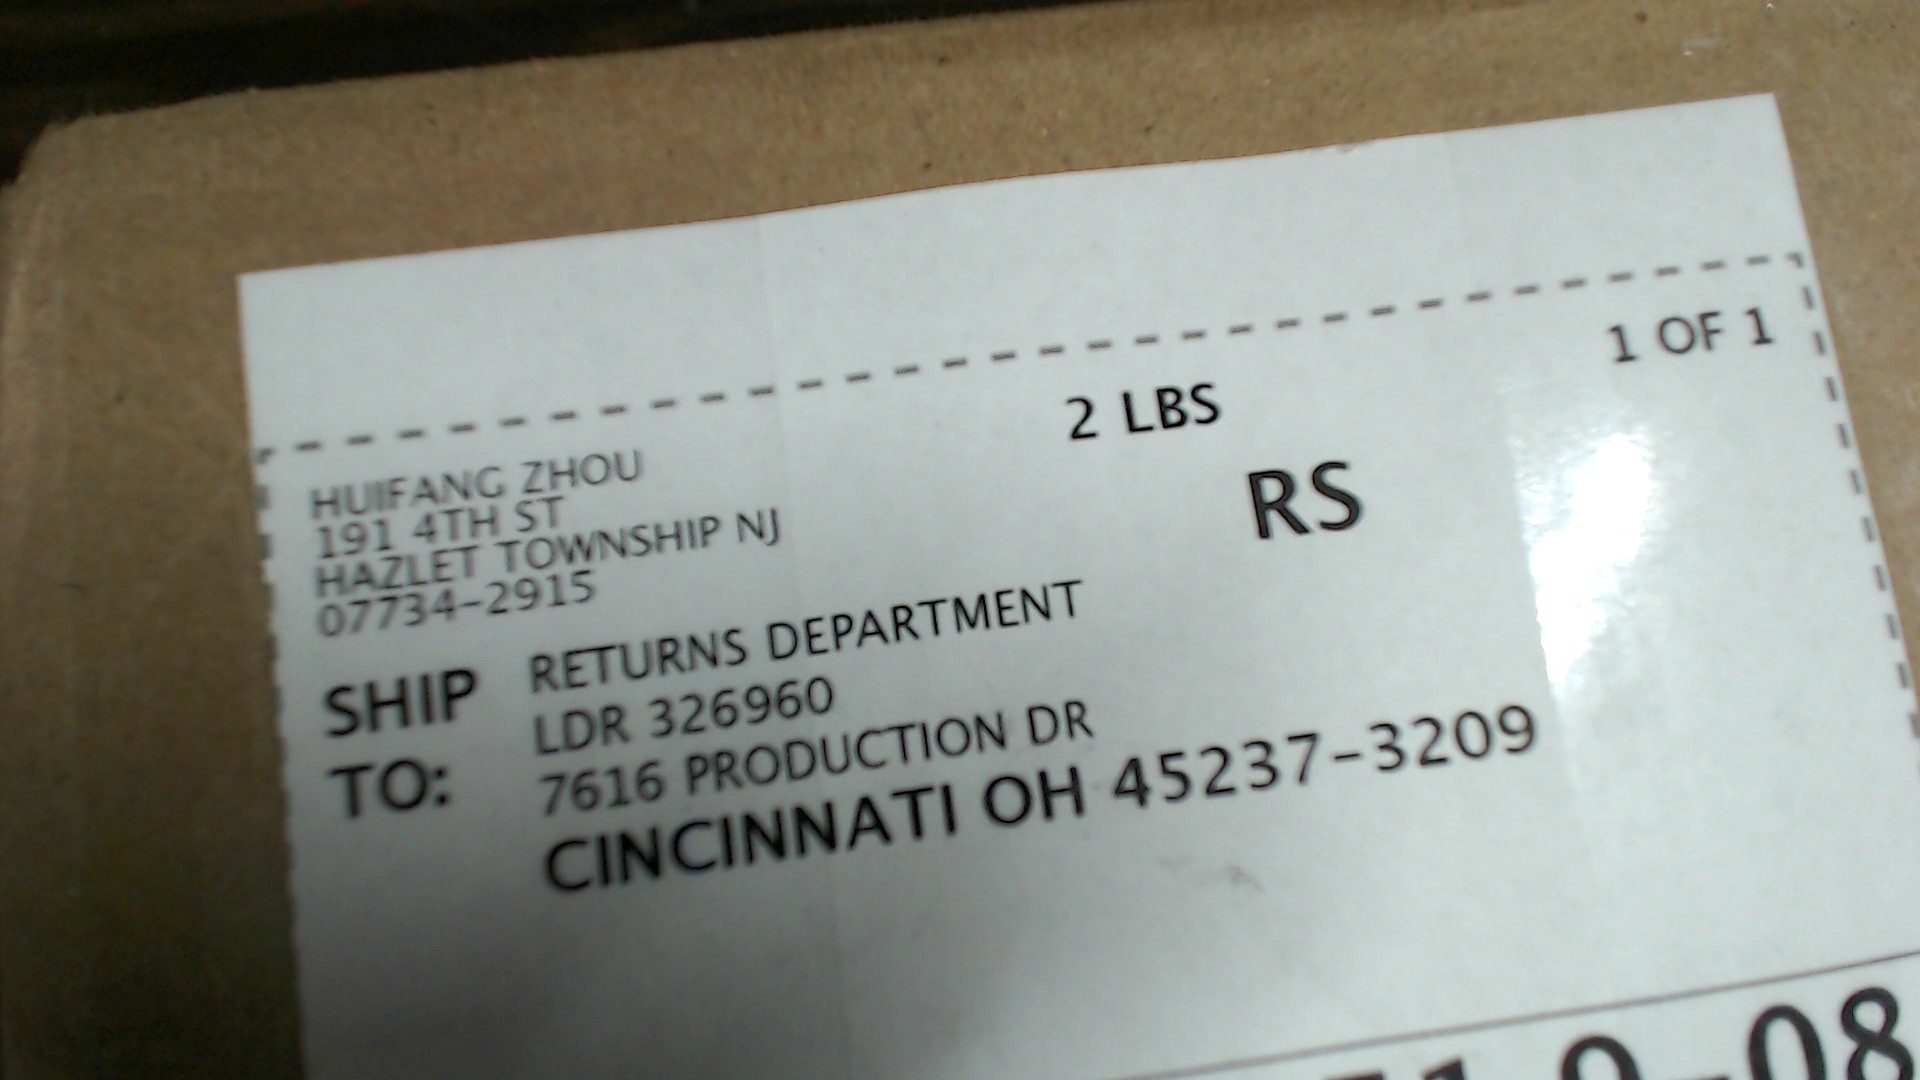 1 OF 1
2 LBS
RS
HUIFANG ZHOU
191 4TH ST
HAZLET TOWNSHIP NJ
07734-2915
SHIP TO:
RETURNS DEPARTMENT
LDR 326960
7616 PRODUCTION DR
CINCINNATI OH 45237-3209